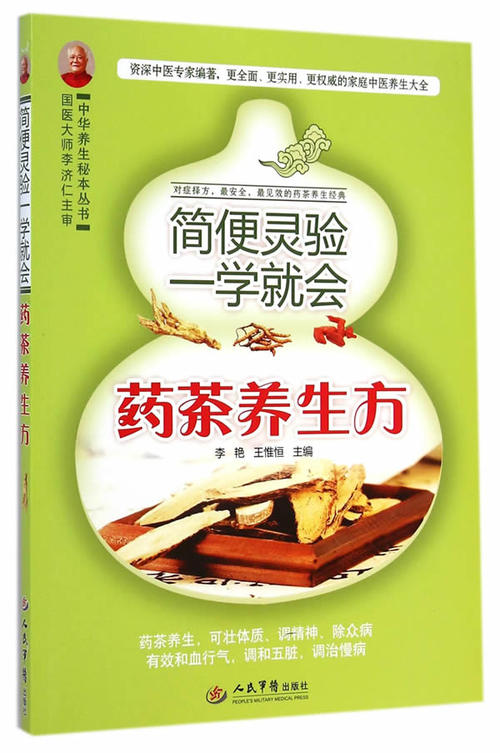 简便灵验一学就会
药茶养生方
中华养生秘本丛书
国医大师李济仁主审
资深中医专家编著，更全面、更实用、更权威的家庭中医养生大全
对症择方，最安全，最见效的药茶养生经典
简便灵验
一学就会
药茶养生方
李 艳 王惟恒 主编
药茶养生，可壮体质、调精神、除众病
有效和血行气，调和五脏，调治慢病
人民军医出版社
PEOPLE'S MILITARY MEDICAL PRESS